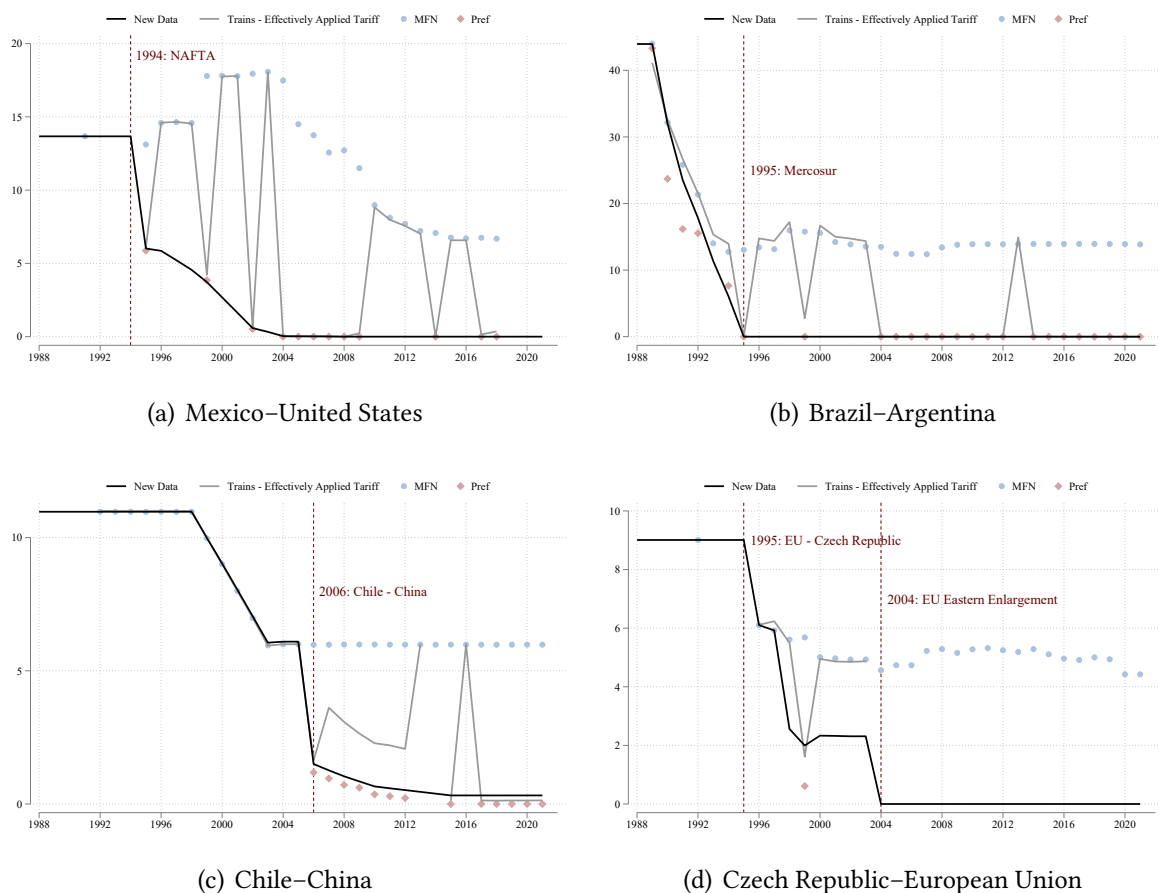 New Data Trains - Effectively Applied Tariff MFN Pref
20
15
10
5
0
1994: NAFTA
1988 1992 1996 2000 2004 2008 2012 2016 2020
(a) Mexico–United States
New Data Trains - Effectively Applied Tariff MFN Pref
40
30
20
10
0
1995: Mercosur
1988 1992 1996 2000 2004 2008 2012 2016 2020
(b) Brazil–Argentina
New Data Trains - Effectively Applied Tariff MFN Pref
10
5
0
2006: Chile - China
1988 1992 1996 2000 2004 2008 2012 2016 2020
(c) Chile–China
New Data Trains - Effectively Applied Tariff MFN Pref
10
8
6
4
2
0
1995: EU - Czech Republic
2004: EU Eastern Enlargement
1988 1992 1996 2000 2004 2008 2012 2016 2020
(d) Czech Republic–European Union